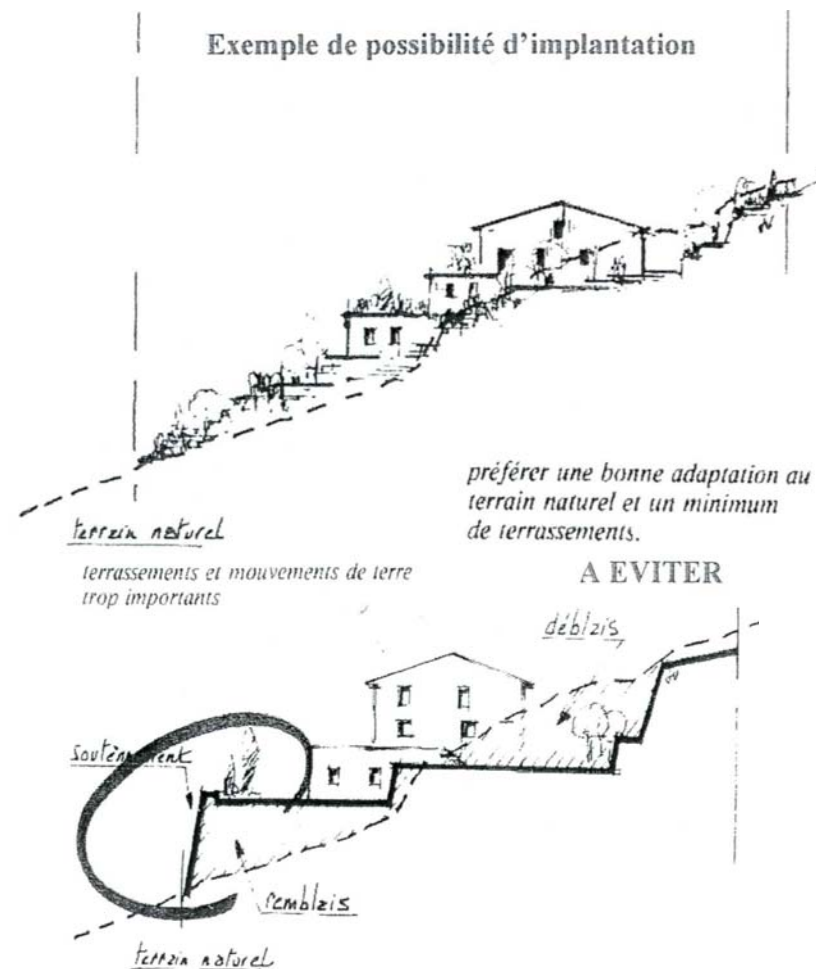 Exemple de possibilité d'implantation
préférer une bonne adaptation au
terrain naturel et un minimum
de terrassements.
terrain naturel
terrassements et mouvements de terre
trop importants
A EVITER
déblais
soutènement
remblais
terrain naturel